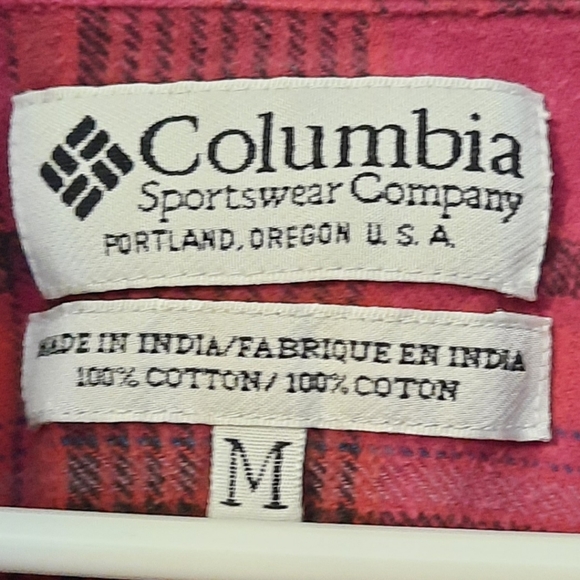 Columbia
Sportswear Company
PORTLAND, OREGON U.S.A.
MADE IN INDIA/FABRIQUE EN INDIA
100% COTTON/100% COTON
M